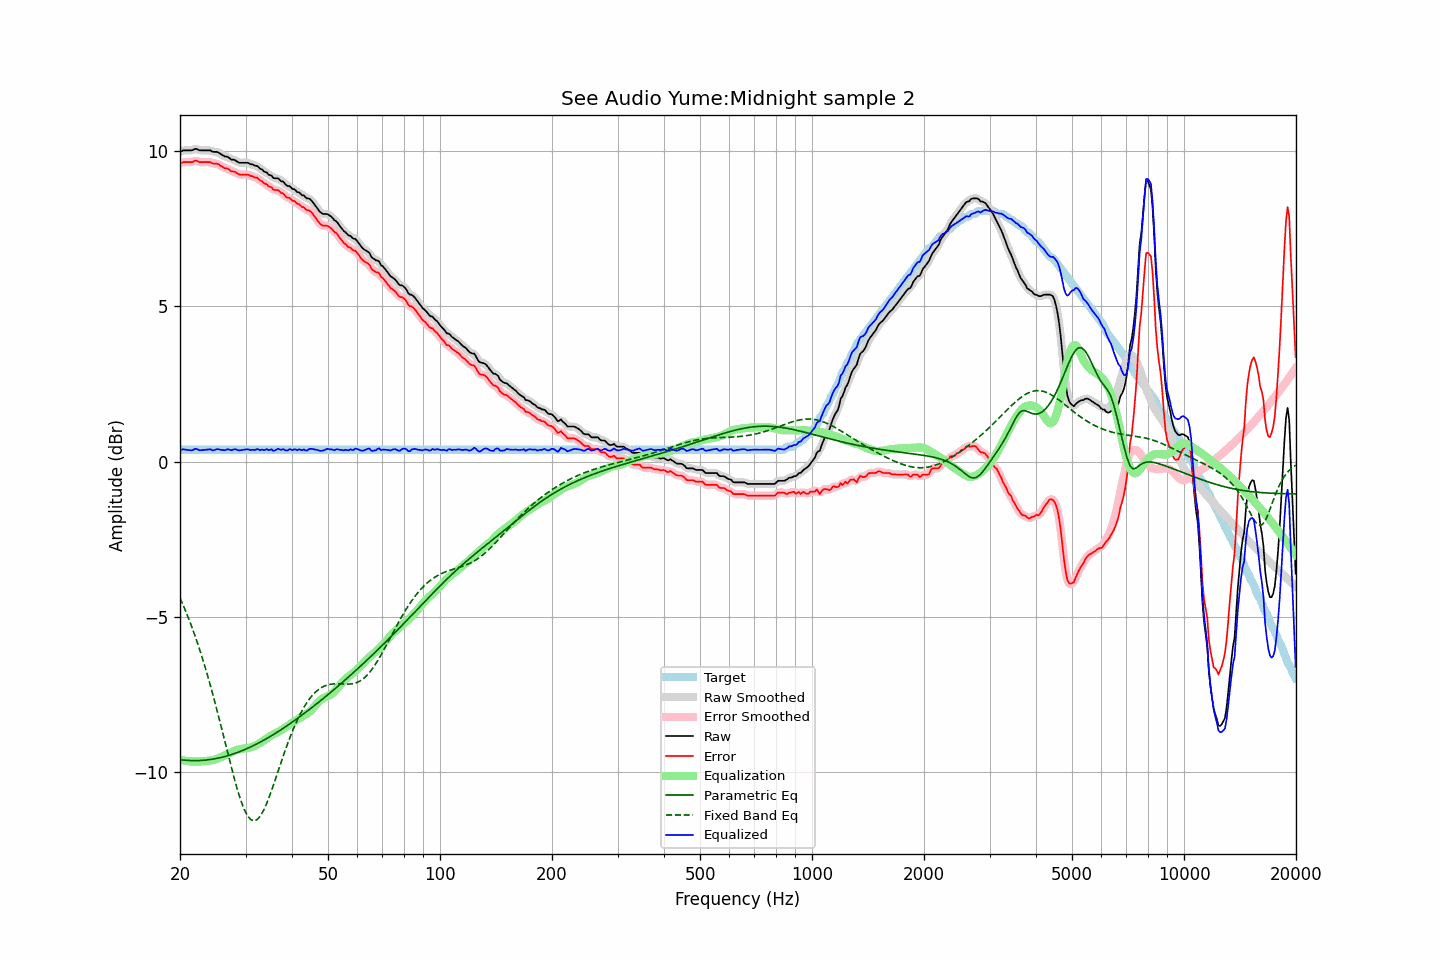 See Audio Yume:Midnight sample 2
10
5
0
−5
−10
Amplitude (dBr)
Target
Raw Smoothed
Error Smoothed
Raw
Error
Equalization
Parametric Eq
Fixed Band Eq
Equalized
20 50 100 200 500 1000 2000 5000 10000 20000
Frequency (Hz)